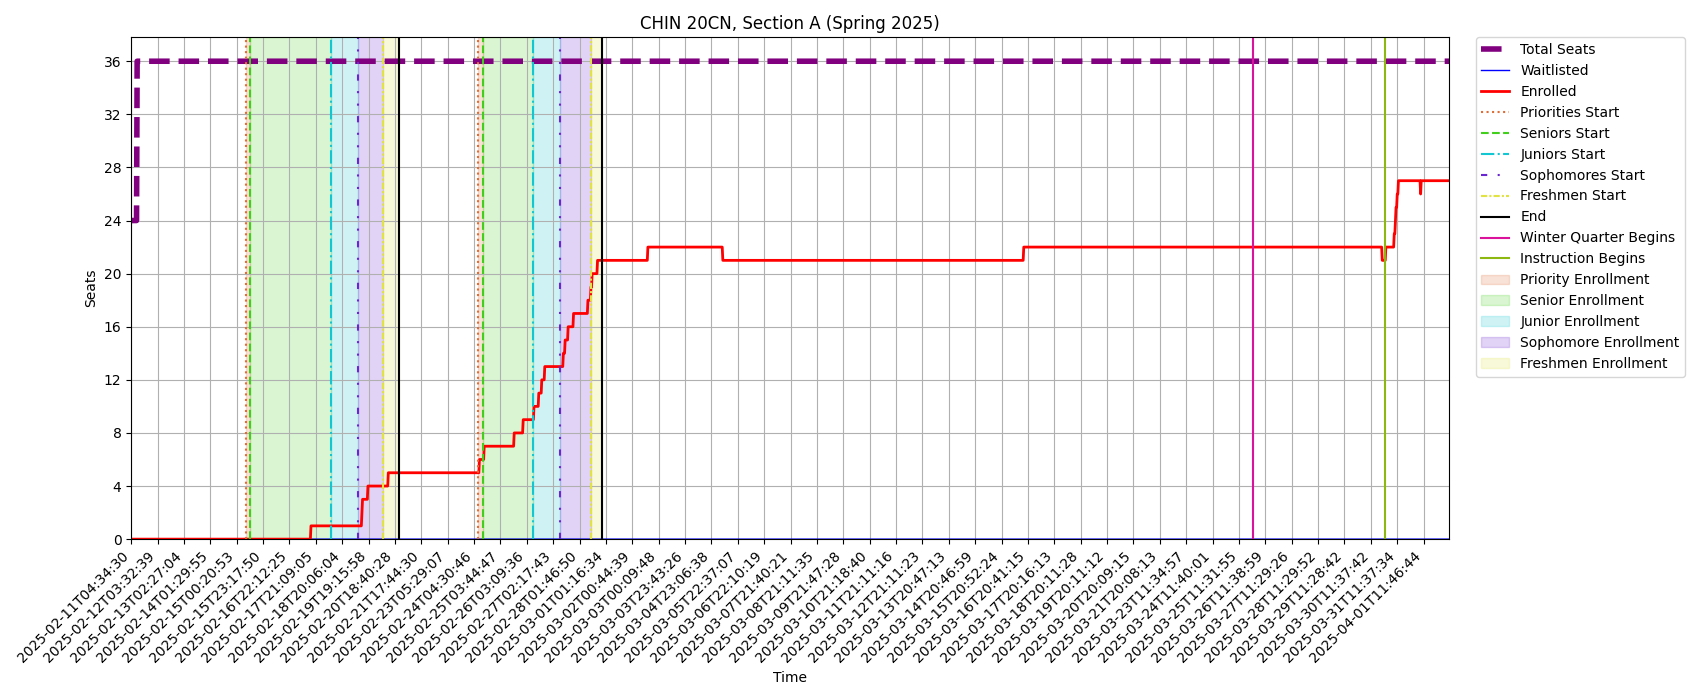 CHIN 20CN, Section A (Spring 2025)
Seats
36
32
28
24
20
16
12
8
4
0
2025-02-11T04:34:30
2025-02-12T03:32:39
2025-02-13T02:27:04
2025-02-14T01:29:55
2025-02-15T00:20:53
2025-02-15T23:17:50
2025-02-16T22:12:25
2025-02-17T21:09:05
2025-02-18T20:06:04
2025-02-19T19:15:58
2025-02-20T18:40:28
2025-02-21T17:44:30
2025-02-23T05:29:07
2025-02-24T04:30:46
2025-02-25T03:44:47
2025-02-26T03:09:36
2025-02-27T02:17:43
2025-02-28T01:46:50
2025-03-01T01:16:34
2025-03-02T00:44:39
2025-03-03T00:09:48
2025-03-03T23:43:26
2025-03-04T23:06:38
2025-03-05T22:37:07
2025-03-06T22:10:19
2025-03-07T21:40:21
2025-03-08T21:11:35
2025-03-09T21:47:28
2025-03-10T21:18:40
2025-03-11T21:11:16
2025-03-12T21:11:23
2025-03-13T20:47:13
2025-03-14T20:46:59
2025-03-15T20:52:24
2025-03-16T20:41:15
2025-03-17T20:16:13
2025-03-18T20:11:28
2025-03-19T20:11:12
2025-03-20T20:09:15
2025-03-21T20:08:13
2025-03-23T11:34:57
2025-03-24T11:40:01
2025-03-25T11:31:55
2025-03-26T11:38:59
2025-03-27T11:29:26
2025-03-28T11:29:52
2025-03-29T11:28:42
2025-03-30T11:37:42
2025-03-31T11:37:34
2025-04-01T11:46:44
Time
Total Seats
Waitlisted
Enrolled
Priorities Start
Seniors Start
Juniors Start
Sophomores Start
Freshmen Start
End
Winter Quarter Begins
Instruction Begins
Priority Enrollment
Senior Enrollment
Junior Enrollment
Sophomore Enrollment
Freshmen Enrollment